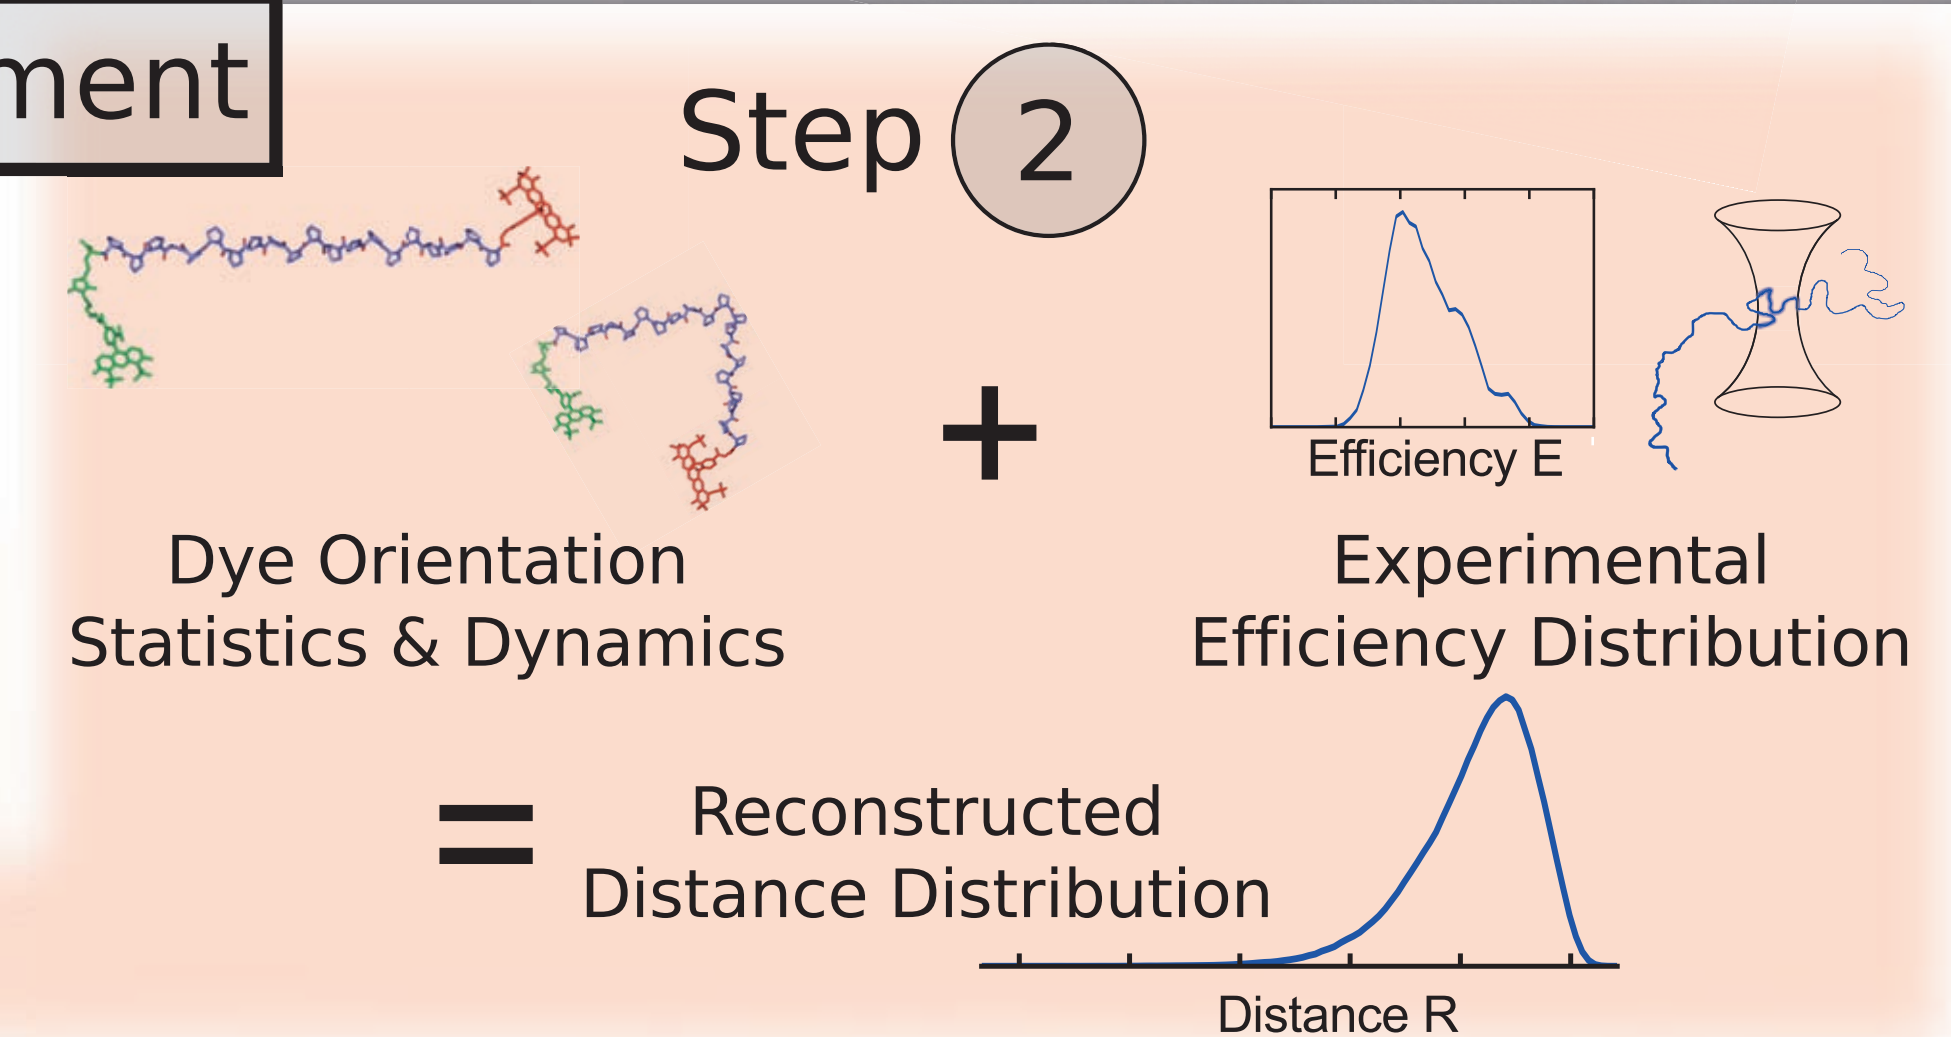 ment
Step 2
Efficiency E
Dye Orientation
Statistics & Dynamics
+
Experimental
Efficiency Distribution
=
Reconstructed
Distance Distribution
Distance R